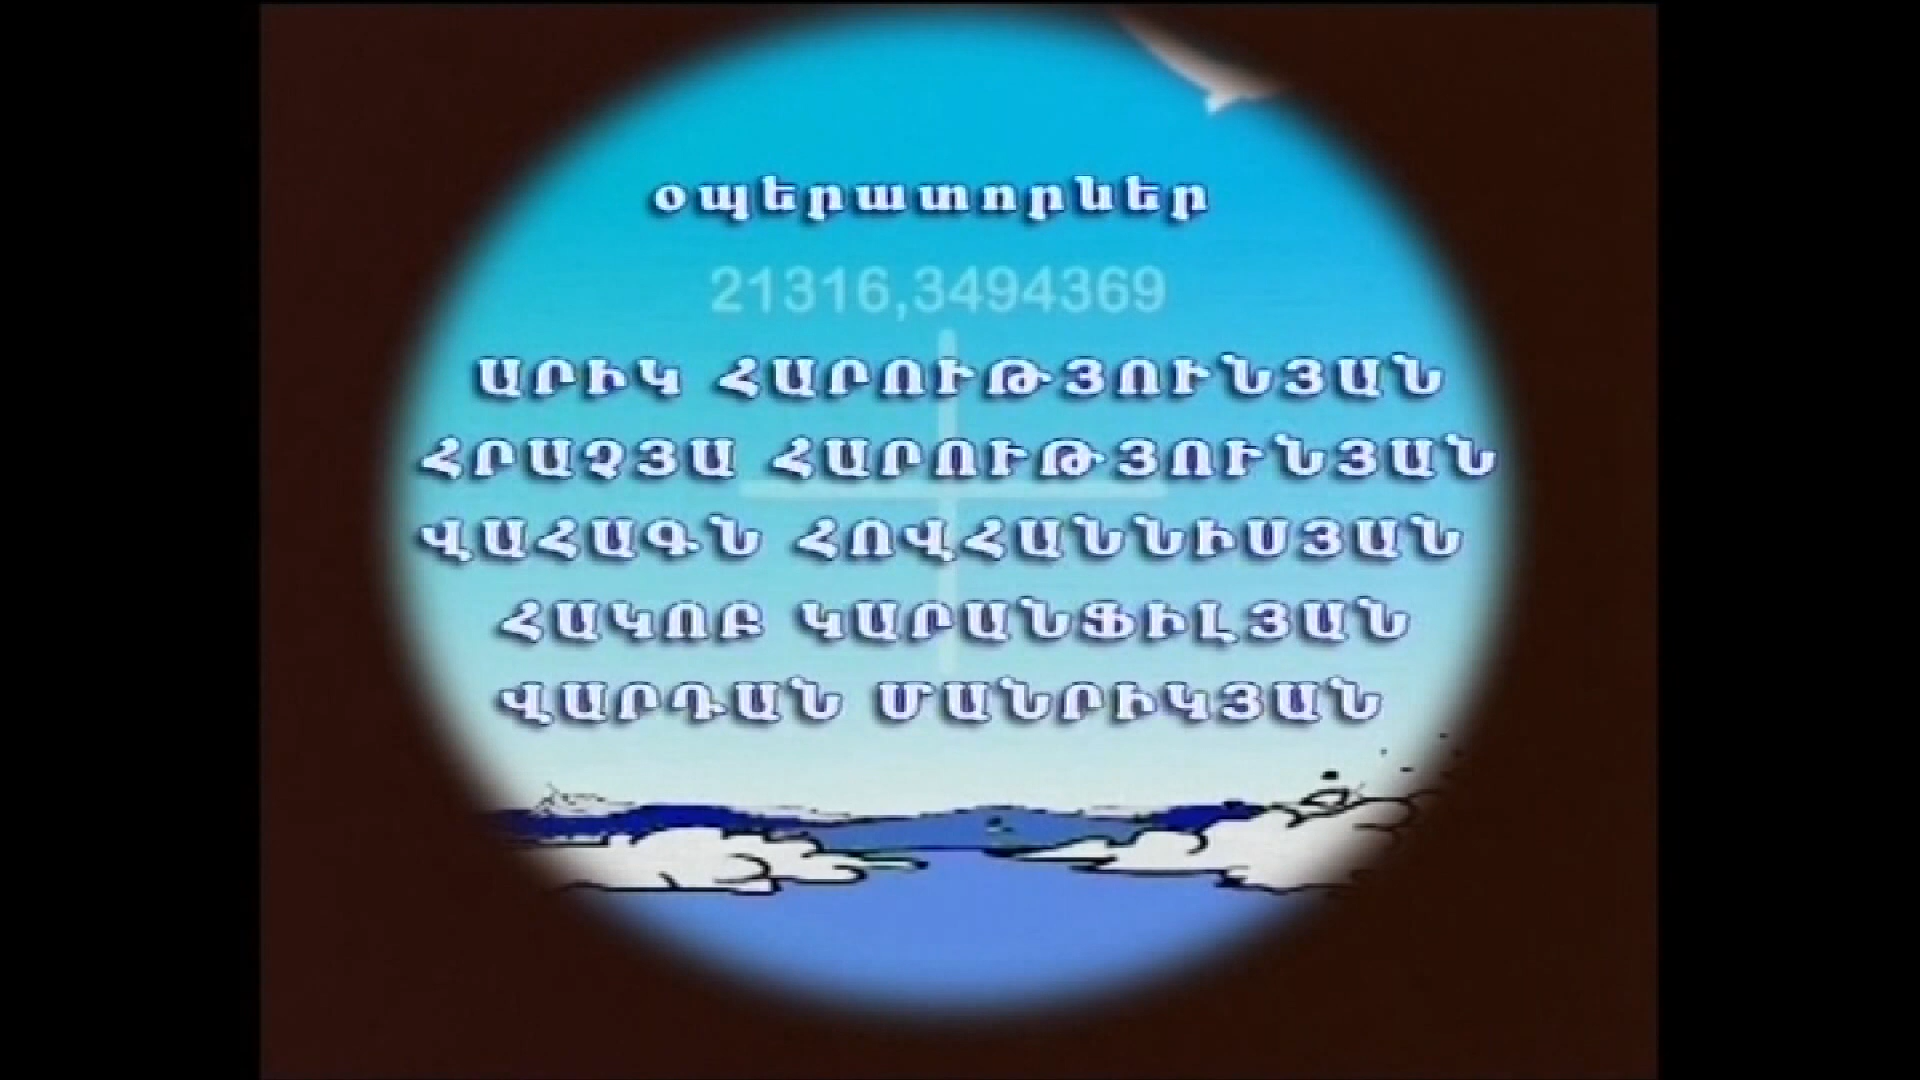 օպերատորներ
21316,3494369
ԱՐԻԿ ՀԱՐՈՒԹՅՈՒՆՅԱՆ
ՀՐԱՉՅԱ ՀԱՐՈՒԹՅՈՒՆՅԱՆ
ՎԱՀԱԳՆ ՀՈՎՀԱՆՆԻՍՅԱՆ
ՀԱԿՈԲ ԿԱՐԱՆՖԻԼՅԱՆ
ՎԱՐԴԱՆ ՄԱՆՐԻԿՅԱՆ